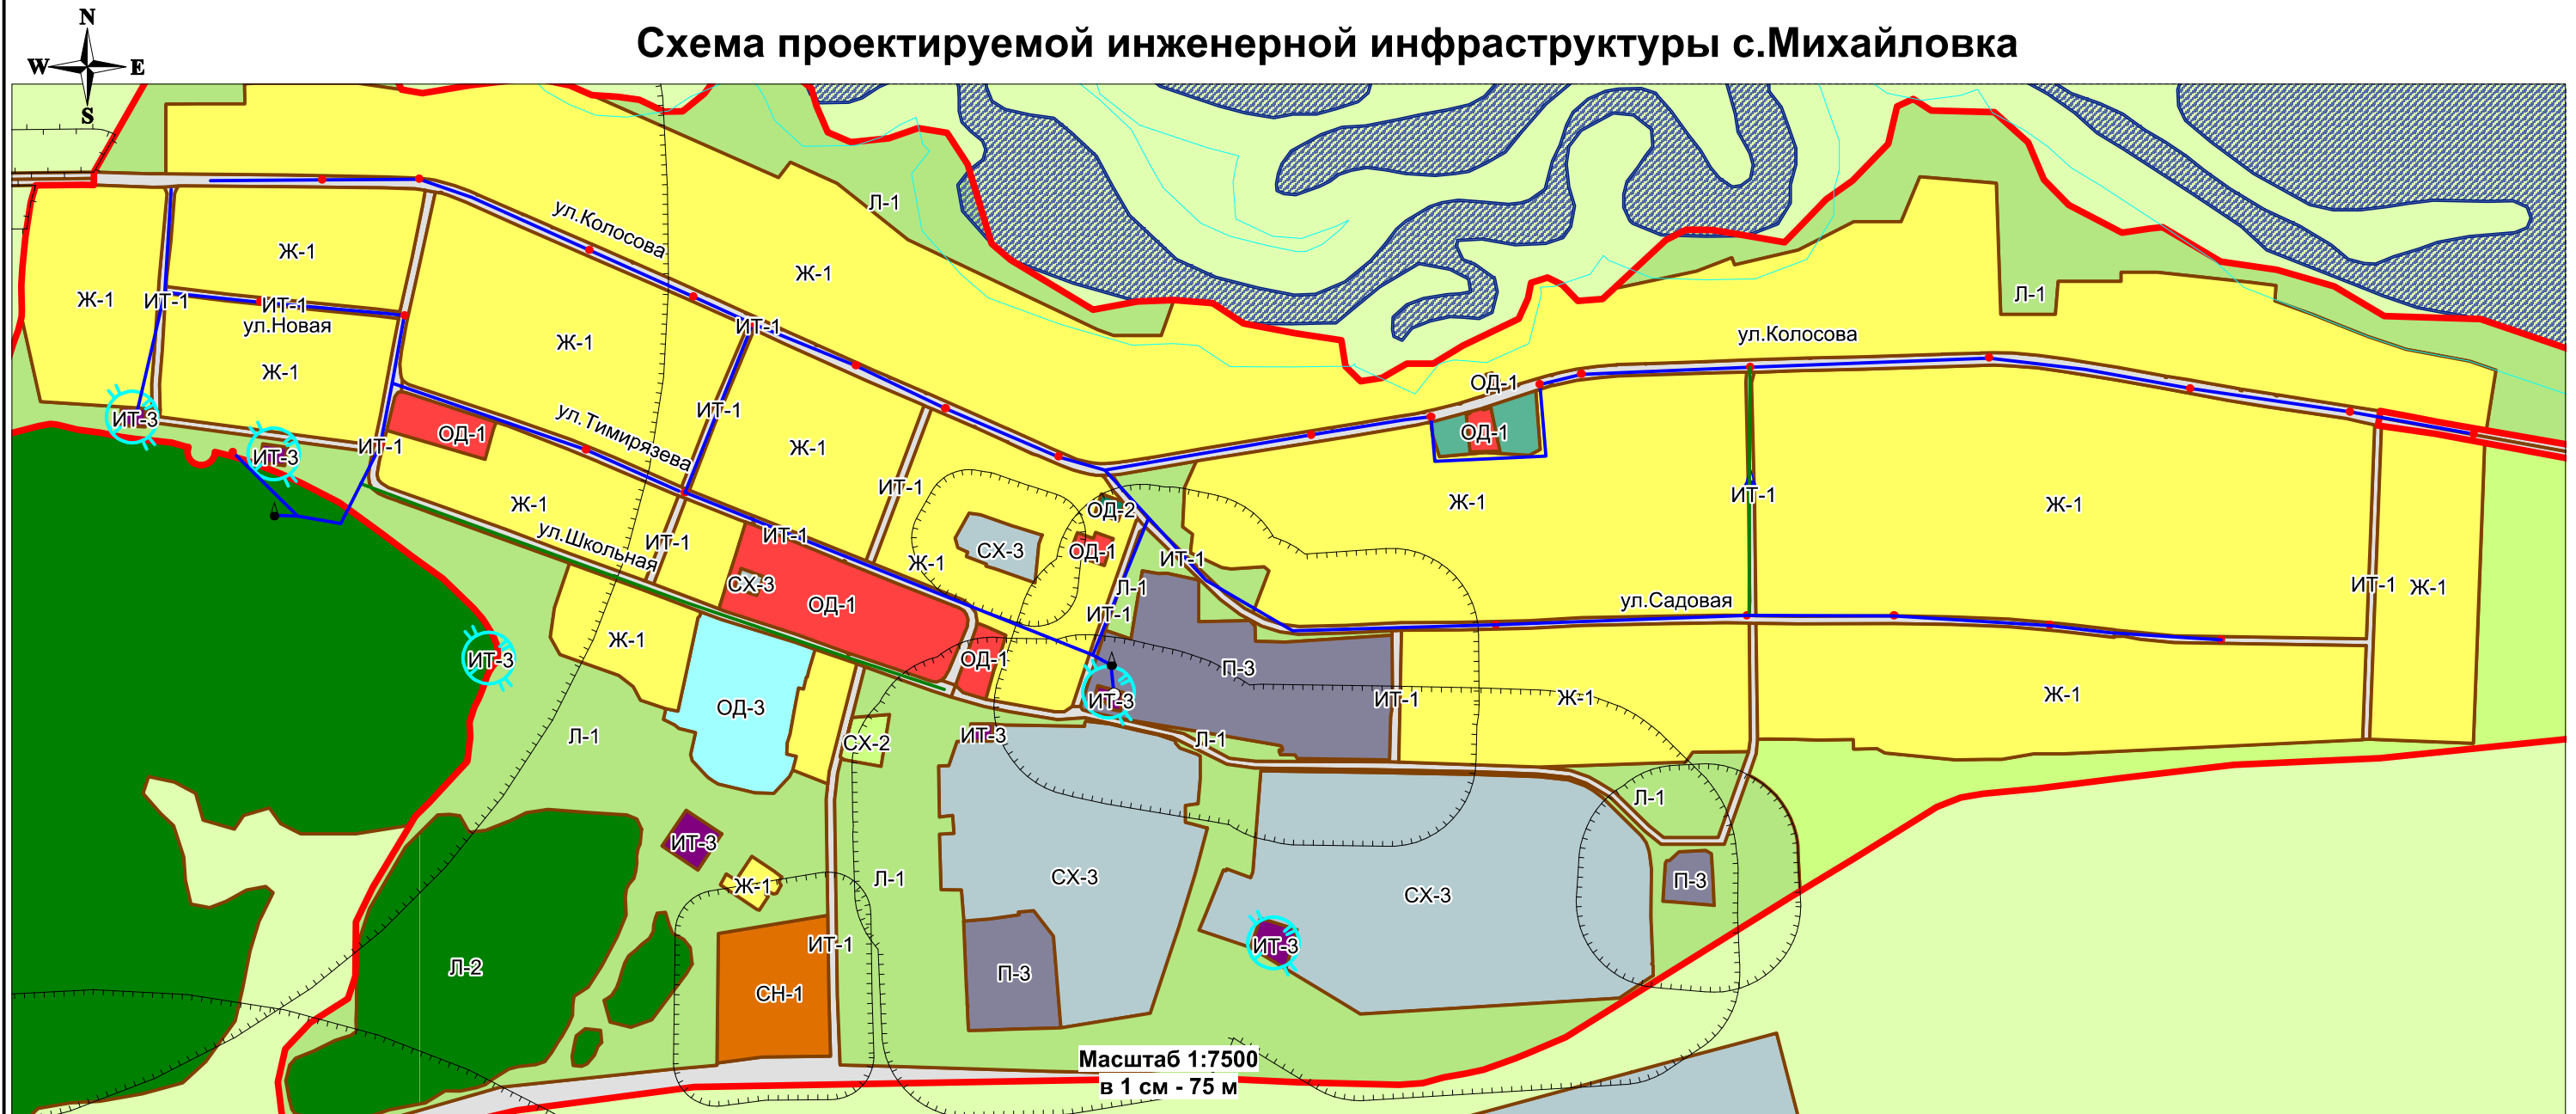 N
Схема проектируемой инженерной инфраструктуры с.Михайловка
W E
S
Л-1
ул.Колосова
Ж-1
Ж-1
Ж-1
ИТ-1
ИТ-1
Л-1
ул.Новая
ИТ-1
ул.Колосова
Ж-1
Ж-1
ОД-1
ИТ-1
ул.Тимирязева
ИТ-3
ОД-1
ОД-1
ИТ-1
Ж-1
ИТ-3
ИТ-1
ИТ-1
Ж-1
Ж-1
Ж-1
ОД-2
ул.Школьная
ИТ-1
ИТ-1
СХ-3
ОД-1
ИТ-1
Ж-1
СХ-3
Л-1
ИТ-1
Ж-1
ОД-1
ул.Садовая
ИТ-1
Ж-1
ИТ-3
ОД-1
П-3
Ж-1
Ж-1
ИТ-3
ИТ-1
ОД-3
Л-1
СХ-2
ИТ-3
Л-1
Л-1
ИТ-3
Ж-1
Л-1
СХ-3
П-3
СХ-3
ИТ-1
ИТ-3
Л-2
П-3
СН-1
Масштаб 1:7500
в 1 см - 75 м